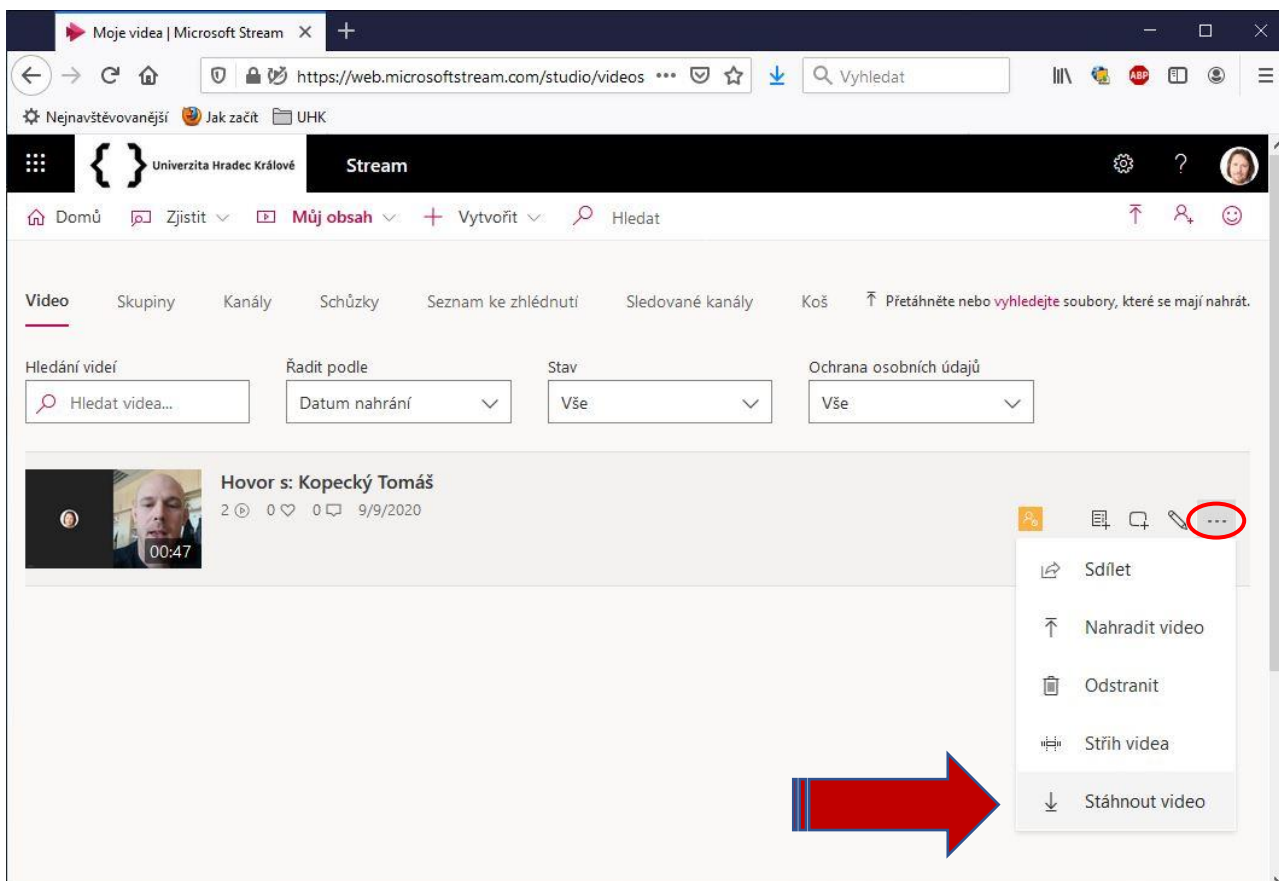 Moje videa | Microsoft Stream
https://web.microsoftstream.com/studio/videos
Vyhledat
ABP
Nejnavštěvovanější Jak začít UHK
{ } Univerzita Hradec Králové Stream
?
Domů Zjistit Můj obsah Vytvořit Hledat
Video Skupiny Kanály Schůzky Seznam ke zhlédnutí Sledované kanály Koš Přetáhněte nebo vyhledejte soubory, které se mají nahrát.
Hledání videí Řadit podle Stav Ochrana osobních údajů
Hledat videa... Datum nahrání Vše Vše
Hovor s: Kopecký Tomáš
2 0 0 9/9/2020
00:47
Sdílet
Nahradit video
Odstranit
Střih videa
Stáhnout video